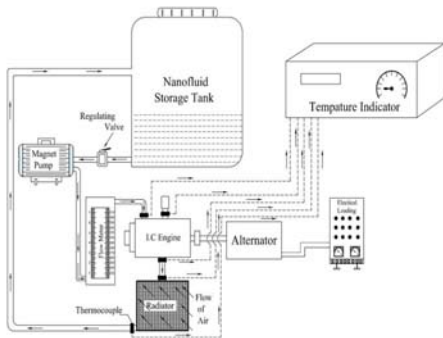 Nanofluid
Storage Tank
Tempature Indicator
Regulating
Valve
Magnet
Pump
Flow Meter
I.C Engine
Alternator
Electrical
Loading
Thermocouple
Radiator
Flow
of
Air